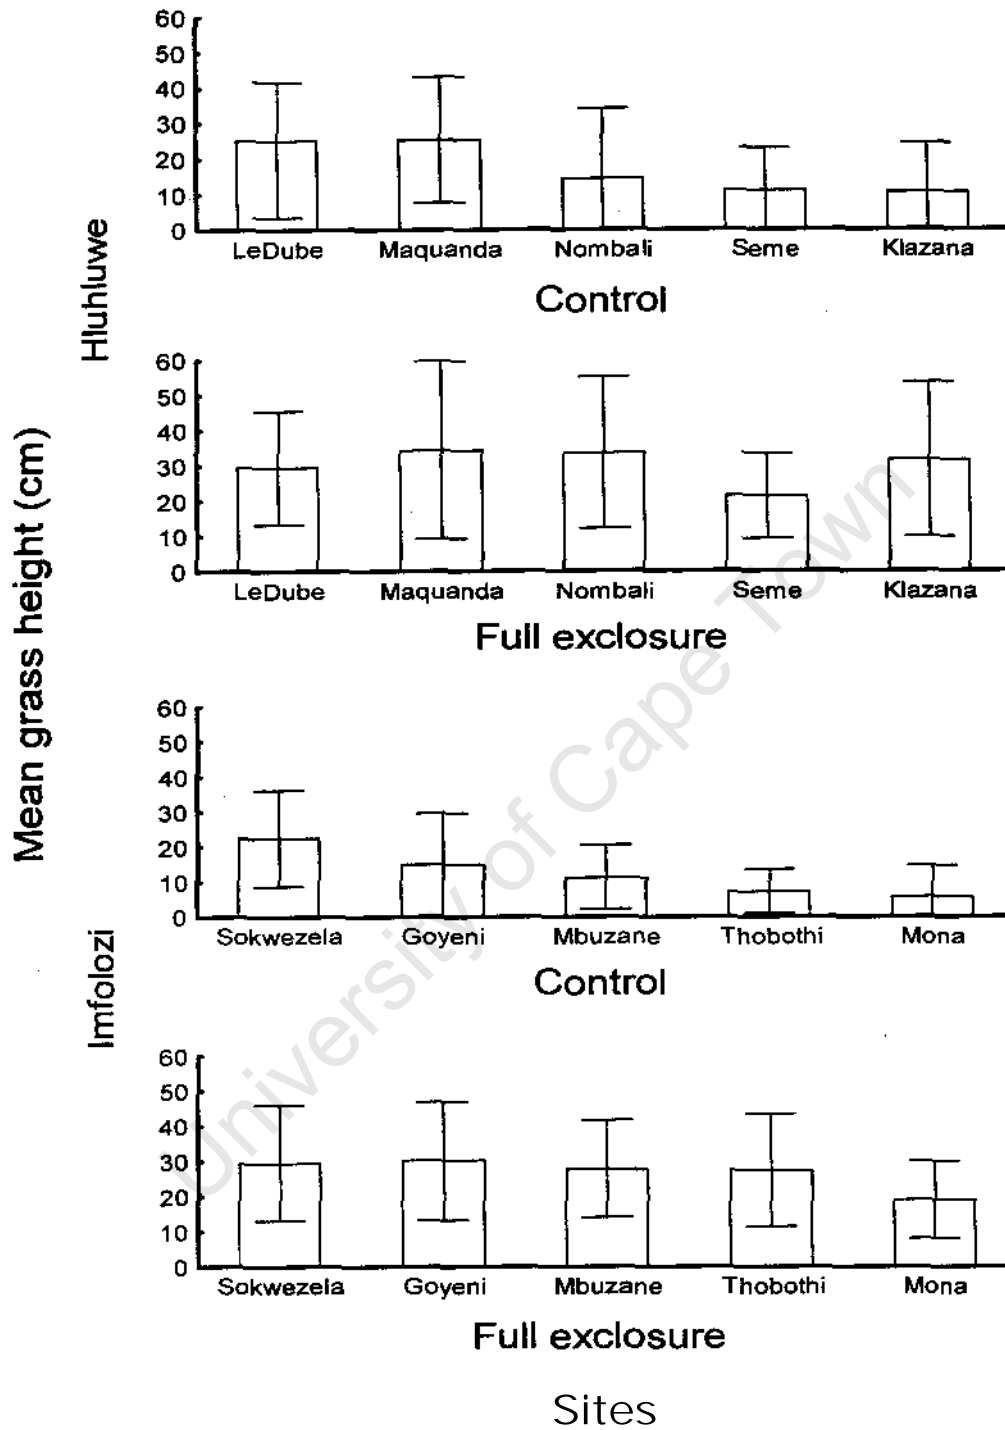 Mean grass height (cm)
Hluhluwe
60
50
40
30
20
10
0
LeDube Maquanda Nombali Seme Klazana
Control
60
50
40
30
20
10
0
LeDube Maquanda Nombali Seme Klazana
Full exclosure
Imfolozi
60
50
40
30
20
10
0
Sokwezela Goyeni Mbuzane Thobothi Mona
Control
60
50
40
30
20
10
0
Sokwezela Goyeni Mbuzane Thobothi Mona
Full exclosure
Sites
University of Cape Town